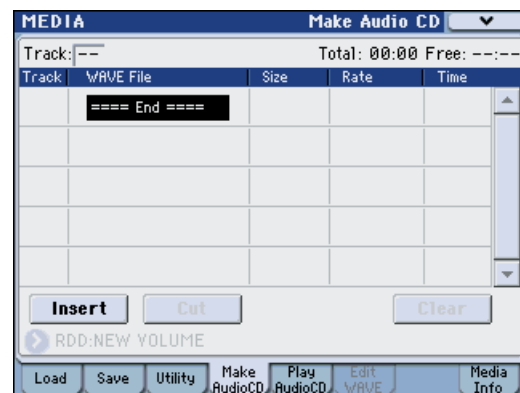 MEDIA Make Audio CD
Track: -- Total: 00:00 Free: --:--
Track WAVE File Size Rate Time
==== End ====
Insert Cut Clear
RDD:NEW VOLUME
Load Save Utility Make AudioCD Play AudioCD Edit WAVE Media Info